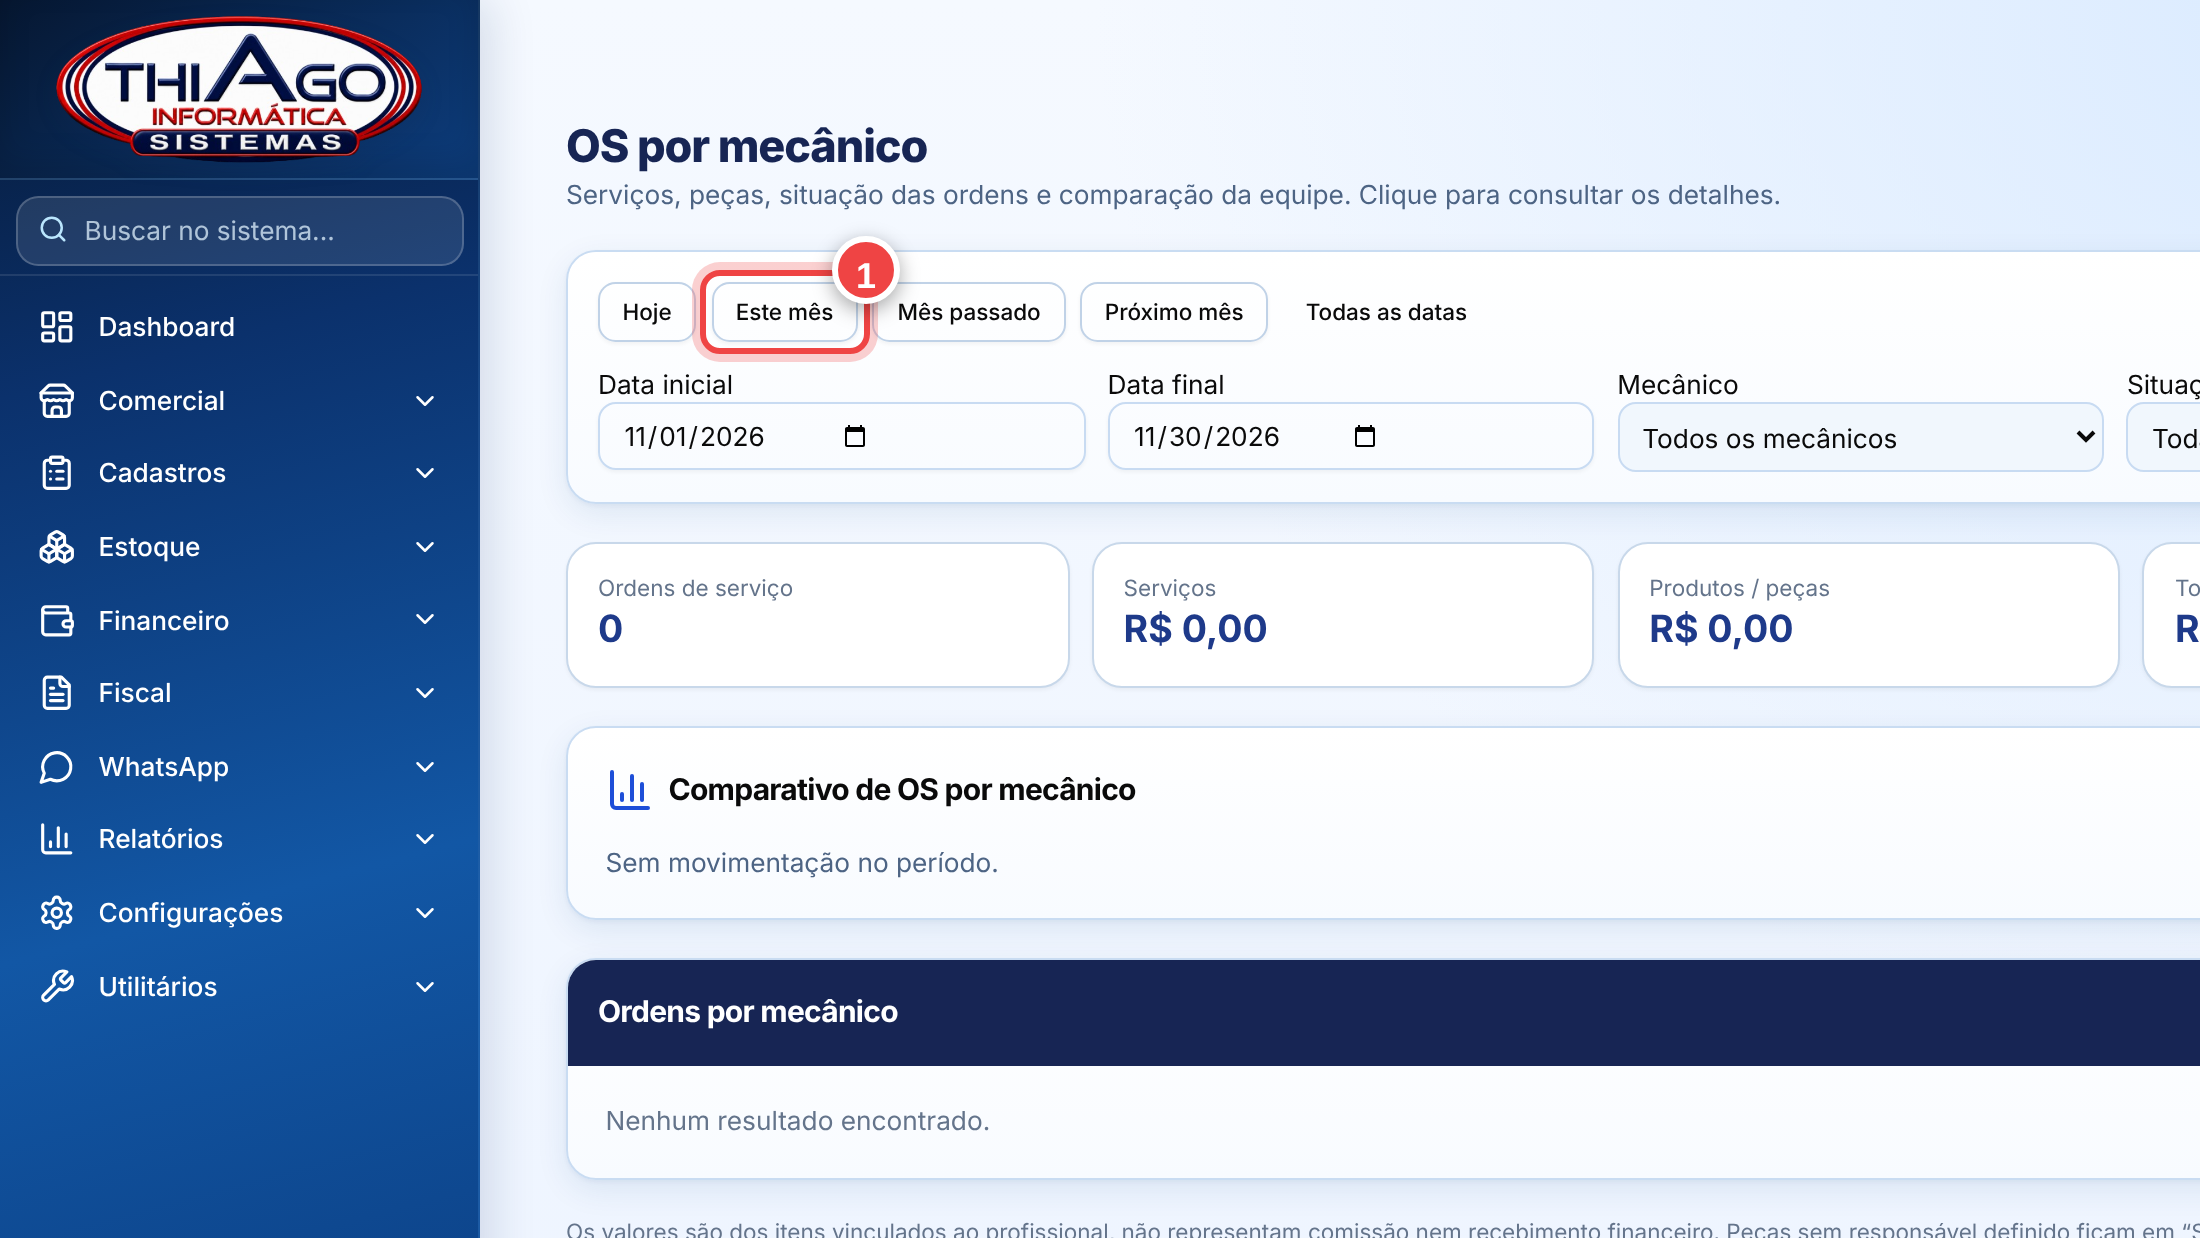 THIAGO
INFORMÁTICA
SISTEMAS
Buscar no sistema...
Dashboard
Comercial
Cadastros
Estoque
Financeiro
Fiscal
WhatsApp
Relatórios
Configurações
Utilitários
OS por mecânico
Serviços, peças, situação das ordens e comparação da equipe. Clique para consultar os detalhes.
1
Hoje
Este mês
Mês passado
Próximo mês
Todas as datas
Data inicial
11/01/2026
Data final
11/30/2026
Mecânico
Todos os mecânicos
Ordens de serviço
0
Serviços
R$ 0,00
Produtos / peças
R$ 0,00
Comparativo de OS por mecânico
Sem movimentação no período.
Ordens por mecânico
Nenhum resultado encontrado.
Os valores são dos itens vinculados ao profissional, não representam comissão nem recebimento financeiro. Peças sem responsável definido ficam em